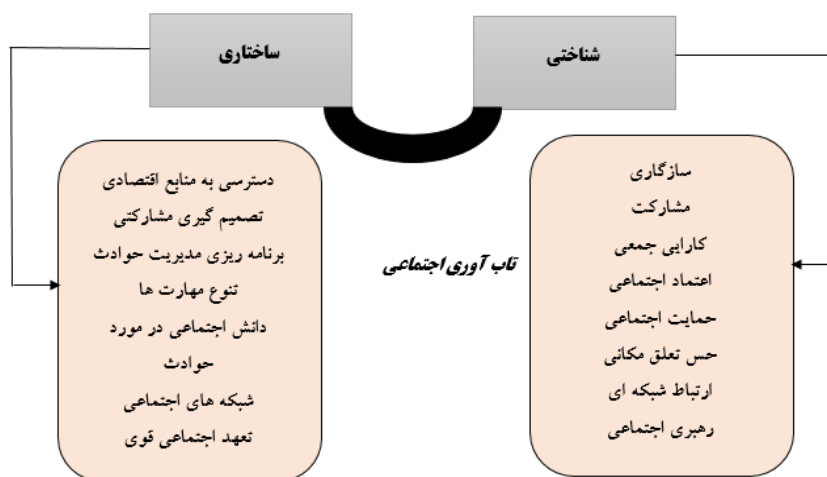 شناختی
ساختاری
سازگاری
مشارکت
کارایی جمعی
اعتماد اجتماعی
حمایت اجتماعی
حس تعلق مکانی
ارتباط شبکه ای
رهبری اجتماعی
تاب آوری اجتماعی
دسترسی به منابع اقتصادی
تصمیم گیری مشارکتی
برنامه ریزی مدیریت حوادث
تنوع مهارت ها
دانش اجتماعی در مورد
حوادث
شبکه های اجتماعی
تعهد اجتماعی قوی